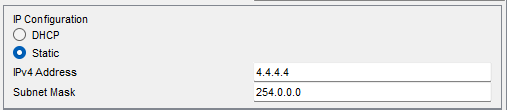 IP Configuration
DHCP
Static
IPv4 Address 4.4.4.4
Subnet Mask 254.0.0.0